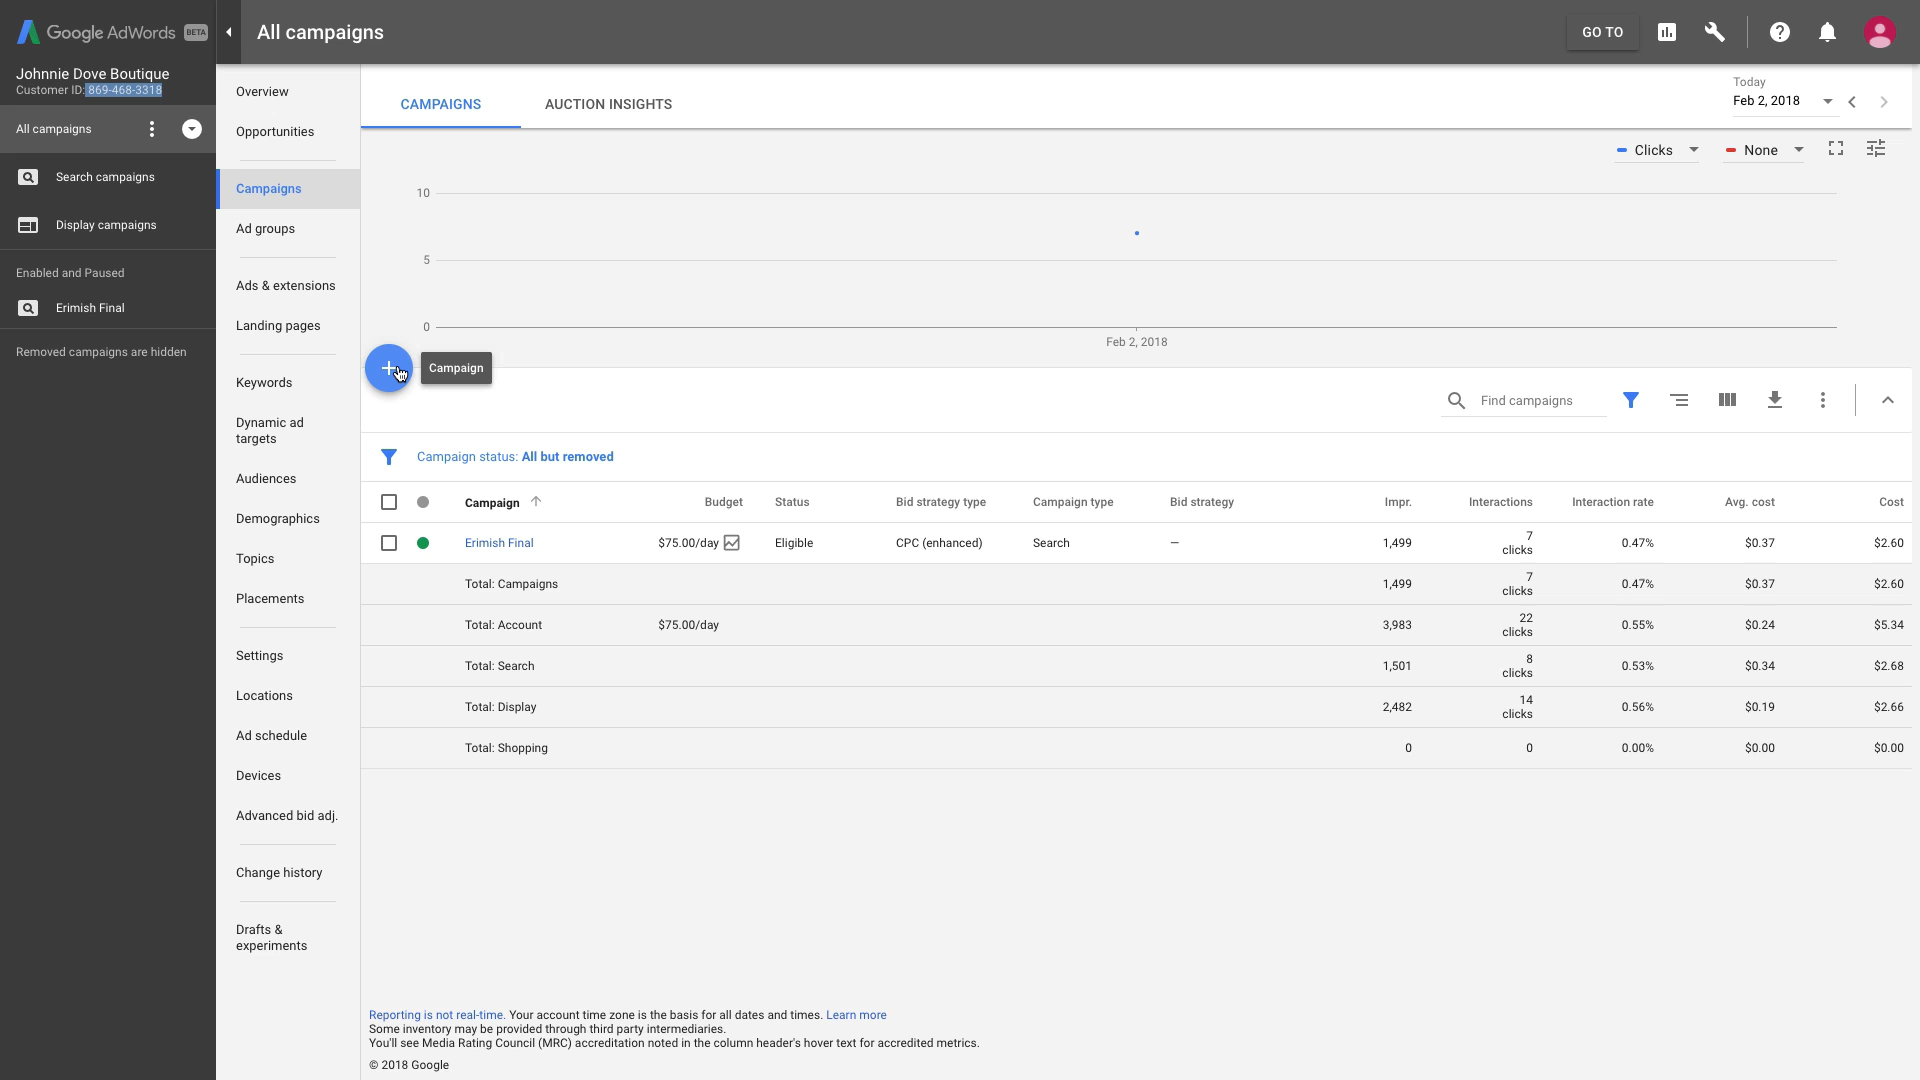 Google AdWords BETA
All campaigns
GO TO
Johnnie Dove Boutique
Customer ID: 869-468-3318
All campaigns
Search campaigns
Display campaigns
Enabled and Paused
Erimish Final
Removed campaigns are hidden
Overview
Opportunities
Campaigns
Ad groups
Ads & extensions
Landing pages
Keywords
Dynamic ad
targets
Audiences
Demographics
Topics
Placements
Settings
Locations
Ad schedule
Devices
Advanced bid adj.
Change history
Drafts &
experiments
CAMPAIGNS AUCTION INSIGHTS
Today
Feb 2, 2018
Clicks None
10
5
0
Feb 2, 2018
Campaign
Find campaigns
Campaign status: All but removed
Campaign Budget Status Bid strategy type Campaign type Bid strategy Impr. Interactions Interaction rate Avg. cost Cost
Erimish Final $75.00/day Eligible CPC (enhanced) Search — 1,499 7 clicks 0.47% $0.37 $2.60
Total: Campaigns 1,499 7 clicks 0.47% $0.37 $2.60
Total: Account $75.00/day 3,983 22 clicks 0.55% $0.24 $5.34
Total: Search 1,501 8 clicks 0.53% $0.34 $2.68
Total: Display 2,482 14 clicks 0.56% $0.19 $2.66
Total: Shopping 0 0 0.00% $0.00 $0.00
Reporting is not real-time. Your account time zone is the basis for all dates and times. Learn more
Some inventory may be provided through third party intermediaries.
You'll see Media Rating Council (MRC) accreditation noted in the column header's hover text for accredited metrics.
© 2018 Google